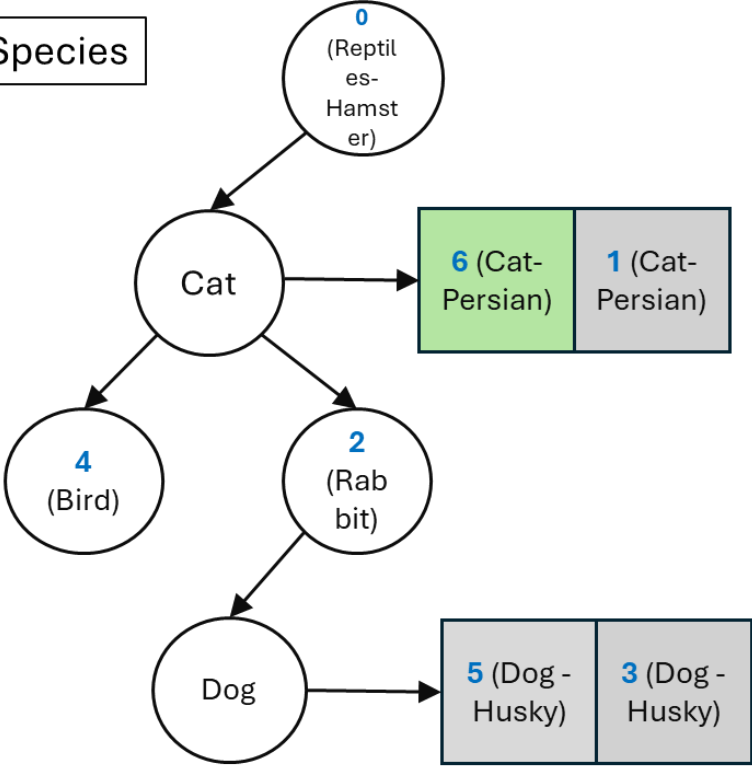 Species
0
(Reptil
es-
Hamst
er)
Cat
6 (Cat-
Persian)
1 (Cat-
Persian)
4
(Bird)
2
(Rab
bit)
Dog
5 (Dog -
Husky)
3 (Dog -
Husky)